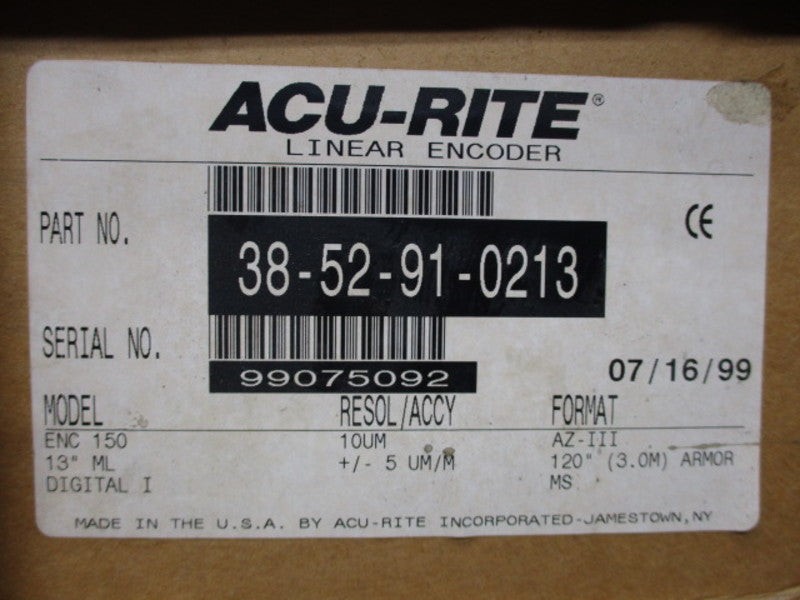 ACU-RITE®
LINEAR ENCODER
PART NO.
CE
38-52-91-0213
SERIAL NO.
99075092
07/16/99
MODEL RESOL/ACCY FORMAT
ENC 150 10UM AZ-III
13" ML +/- 5 UM/M 120" (3.0M) ARMOR
DIGITAL I MS
MADE IN THE U.S.A. BY ACU-RITE INCORPORATED-JAMESTOWN,NY